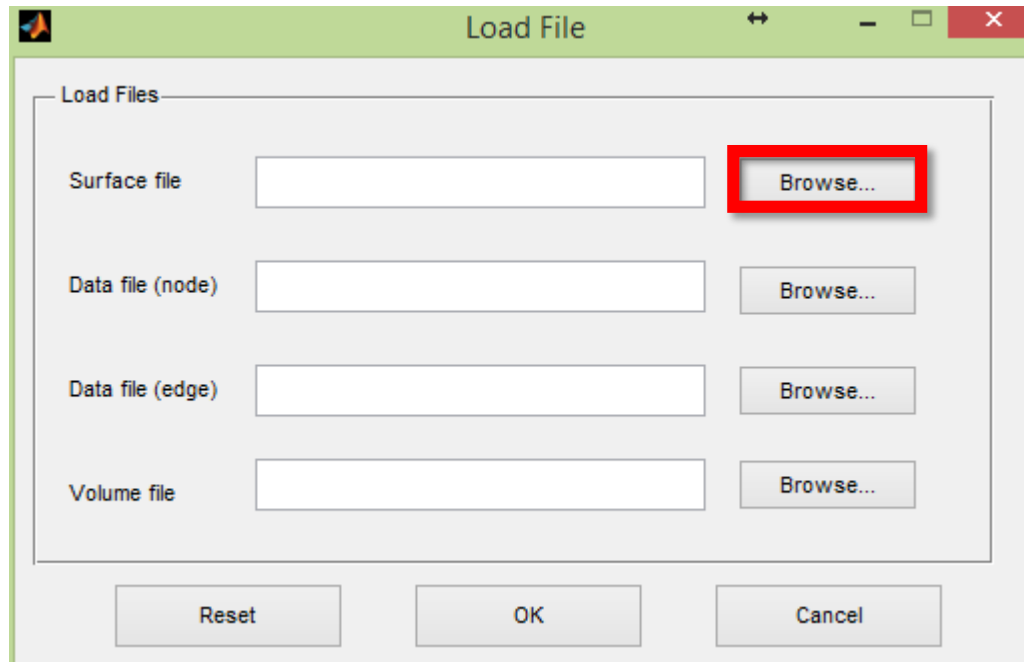 Load File
Load Files
Surface file
Browse...
Data file (node)
Browse...
Data file (edge)
Browse...
Volume file
Browse...
Reset
OK
Cancel